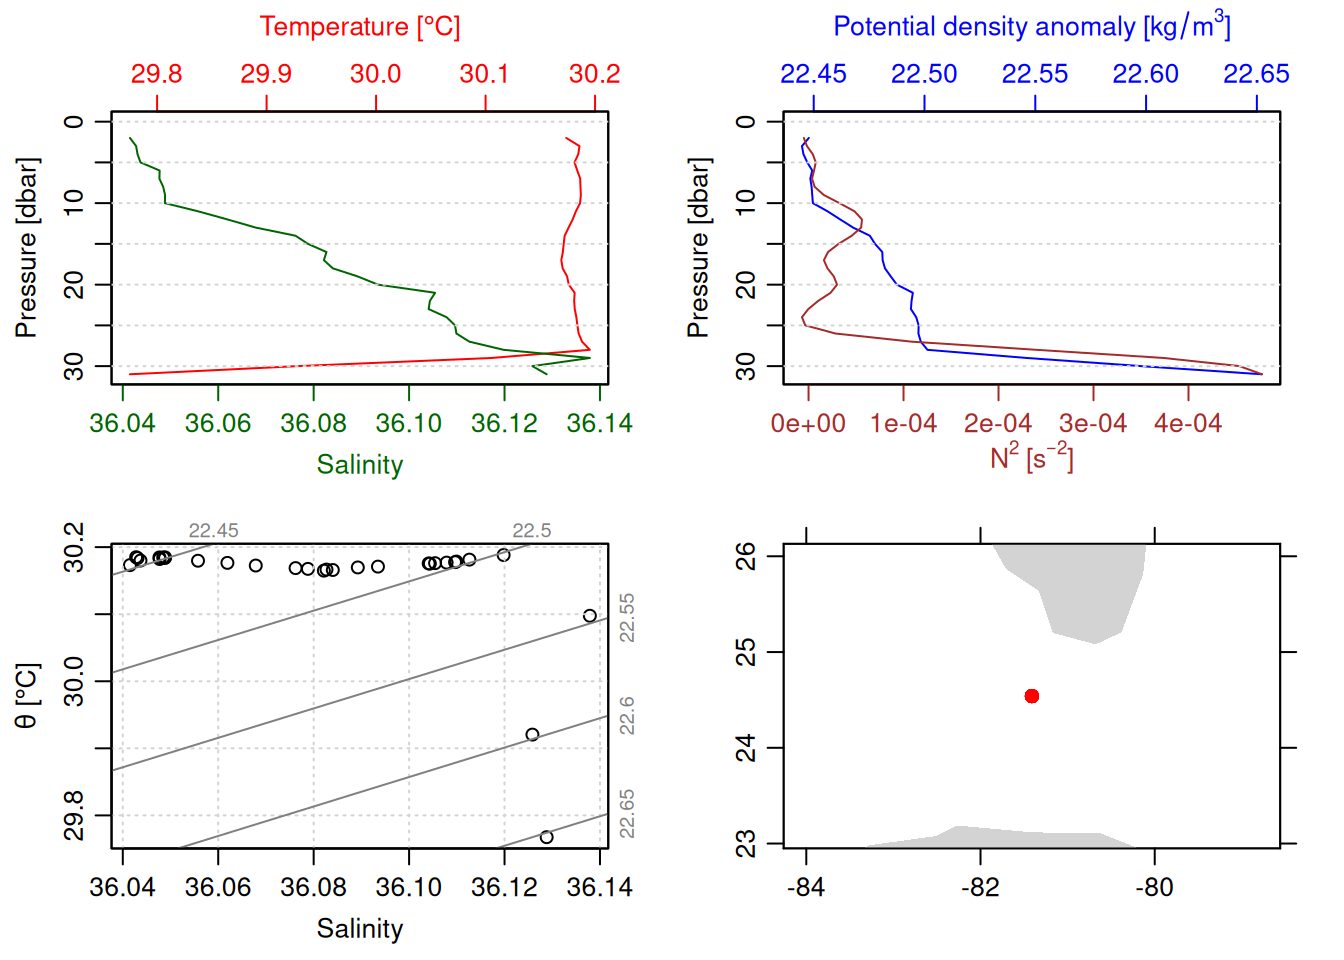 Temperature [°C]
29.8 29.9 30.0 30.1 30.2
0
10
20
30
Pressure [dbar]
36.04 36.06 36.08 36.10 36.12 36.14
Salinity
Potential density anomaly [kg/m³]
22.45 22.50 22.55 22.60 22.65
0
10
20
30
Pressure [dbar]
0e+00 1e-04 2e-04 3e-04 4e-04
N² [s⁻²]
22.45 22.5
22.55
22.6
22.65
30.2
30.0
29.8
θ [°C]
36.04 36.06 36.08 36.10 36.12 36.14
Salinity
26
25
24
23
-84 -82 -80